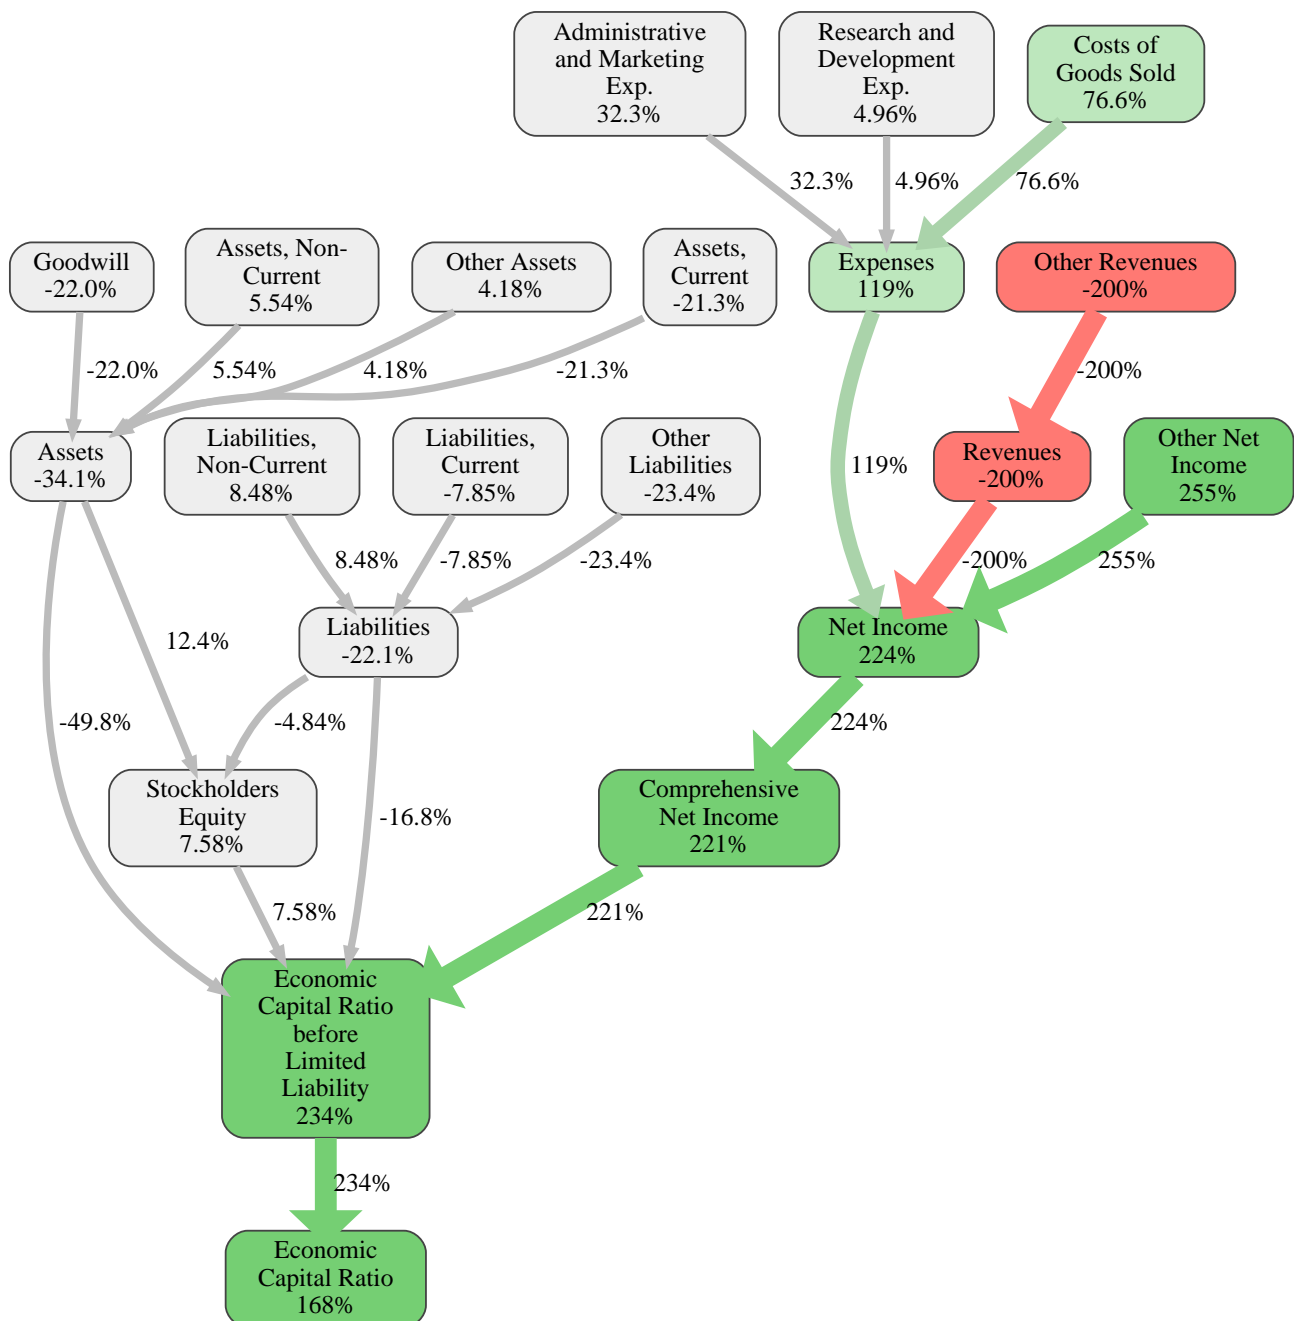 Administrative
and Marketing
Exp.
32.3%
Research and
Development
Exp.
4.96%
Costs of
Goods Sold
76.6%
32.3%
4.96%
76.6%
Goodwill
-22.0%
Assets, Non-
Current
5.54%
Other Assets
4.18%
Assets,
Current
-21.3%
Expenses
119%
Other Revenues
-200%
-22.0%
5.54%
4.18%
-21.3%
-200%
Assets
-34.1%
Liabilities,
Non-Current
8.48%
Liabilities,
Current
-7.85%
Other
Liabilities
-23.4%
119%
Revenues
-200%
Other Net
Income
255%
8.48%
-7.85%
-23.4%
-200%
255%
Liabilities
-22.1%
Net Income
224%
12.4%
-49.8%
-4.84%
224%
Stockholders
Equity
7.58%
-16.8%
Comprehensive
Net Income
221%
7.58%
221%
Economic
Capital Ratio
before
Limited
Liability
234%
234%
Economic
Capital Ratio
168%